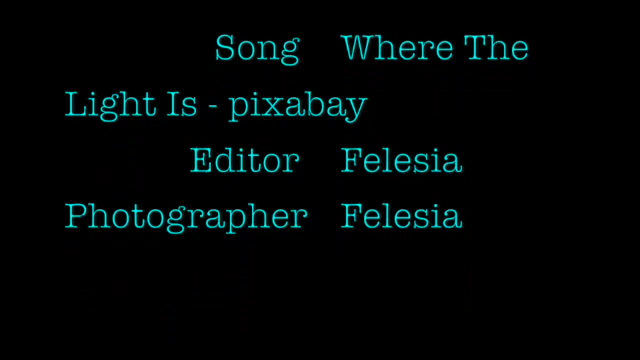 Song Where The
Light Is - pixabay
Editor Felesia
Photographer Felesia